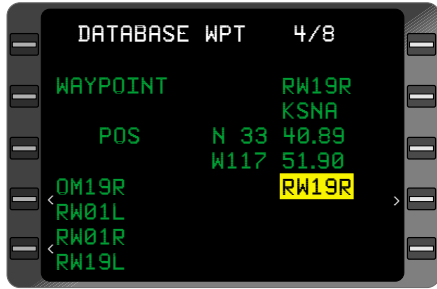 DATABASE WPT 4/8
WAYPOINT RW19R
KSNA
POS N 33 40.89
W117 51.90
OM19R RW19R
< >
RW01L
RW01R
<
RW19L